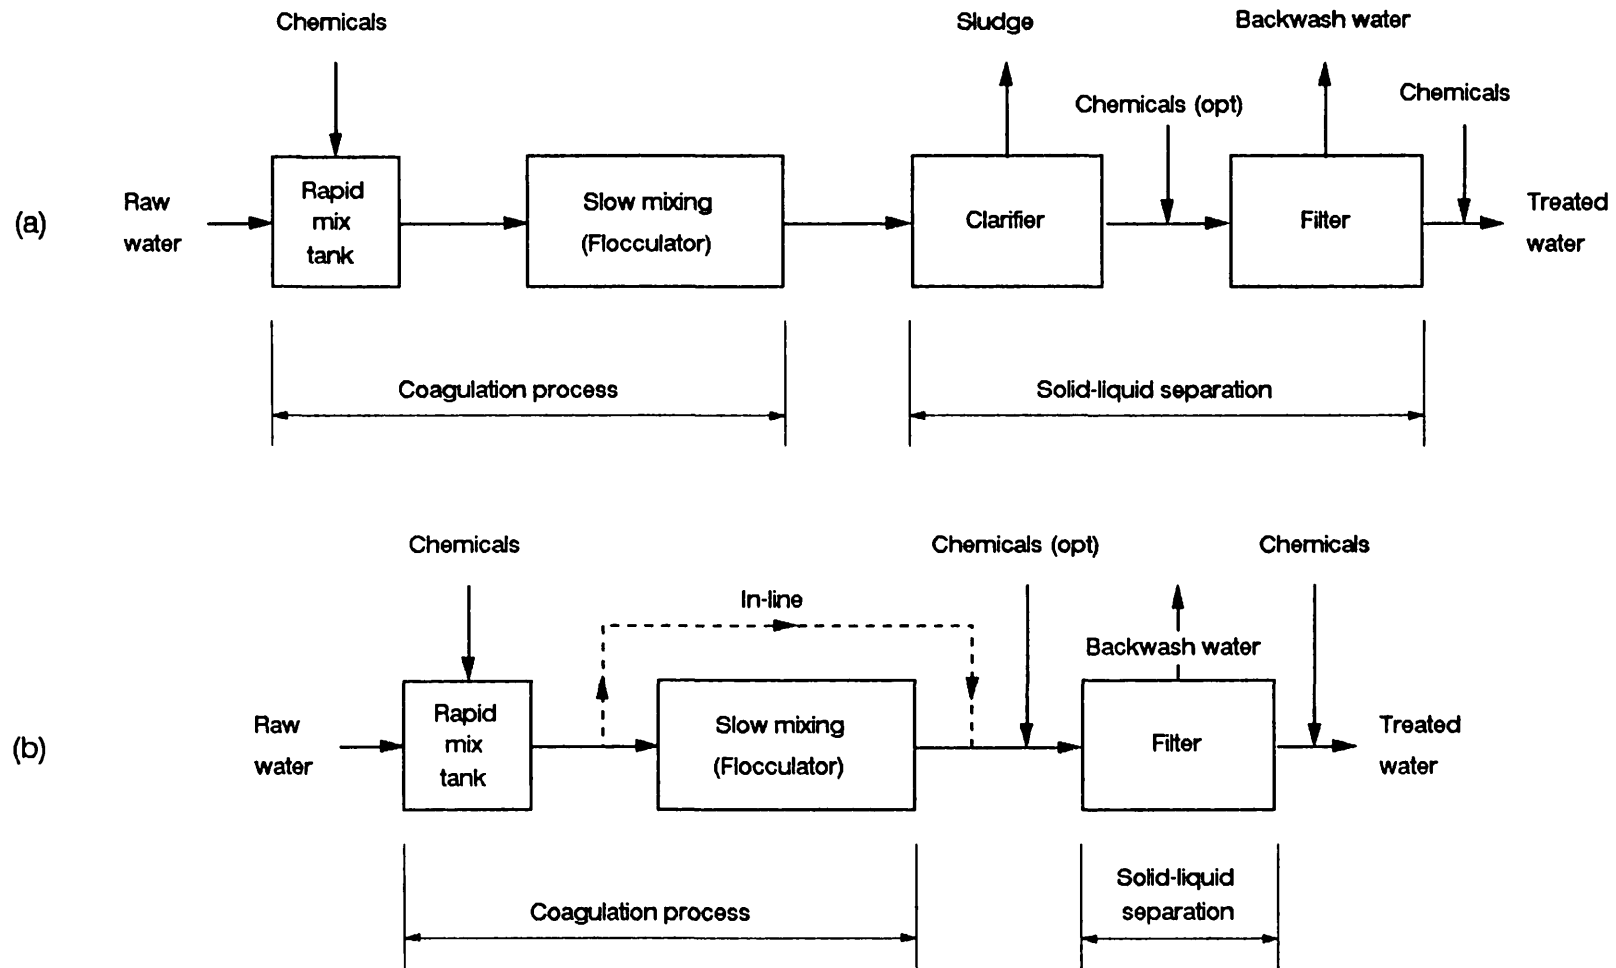 Chemicals
Sludge
Backwash water
Chemicals (opt)
Chemicals
(a)
Raw
water
Rapid
mix
tank
Slow mixing
(Flocculator)
Clarifier
Filter
Treated
water
Coagulation process
Solid-liquid separation
Chemicals
Chemicals (opt)
Chemicals
In-line
Backwash water
(b)
Raw
water
Rapid
mix
tank
Slow mixing
(Flocculator)
Filter
Treated
water
Coagulation process
Solid-liquid
separation